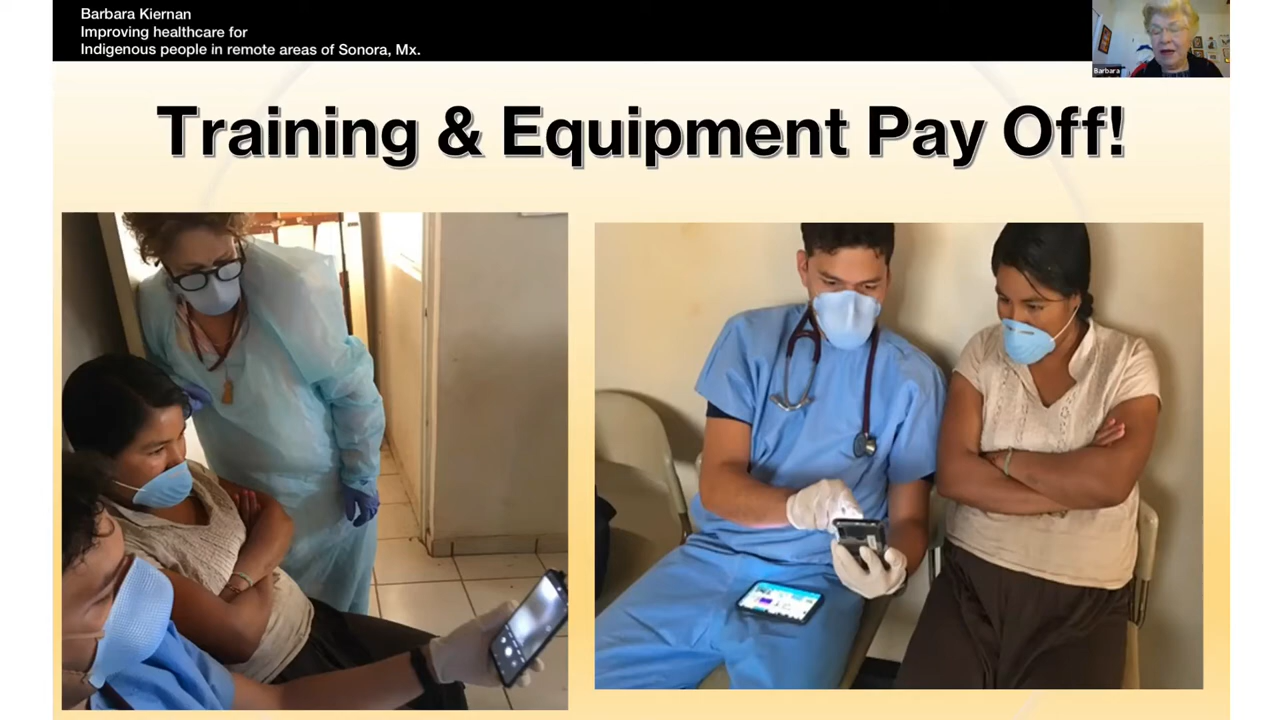 Barbara Kiernan
Improving healthcare for
Indigenous people in remote areas of Sonora, Mx.
Barbara
Training & Equipment Pay Off!